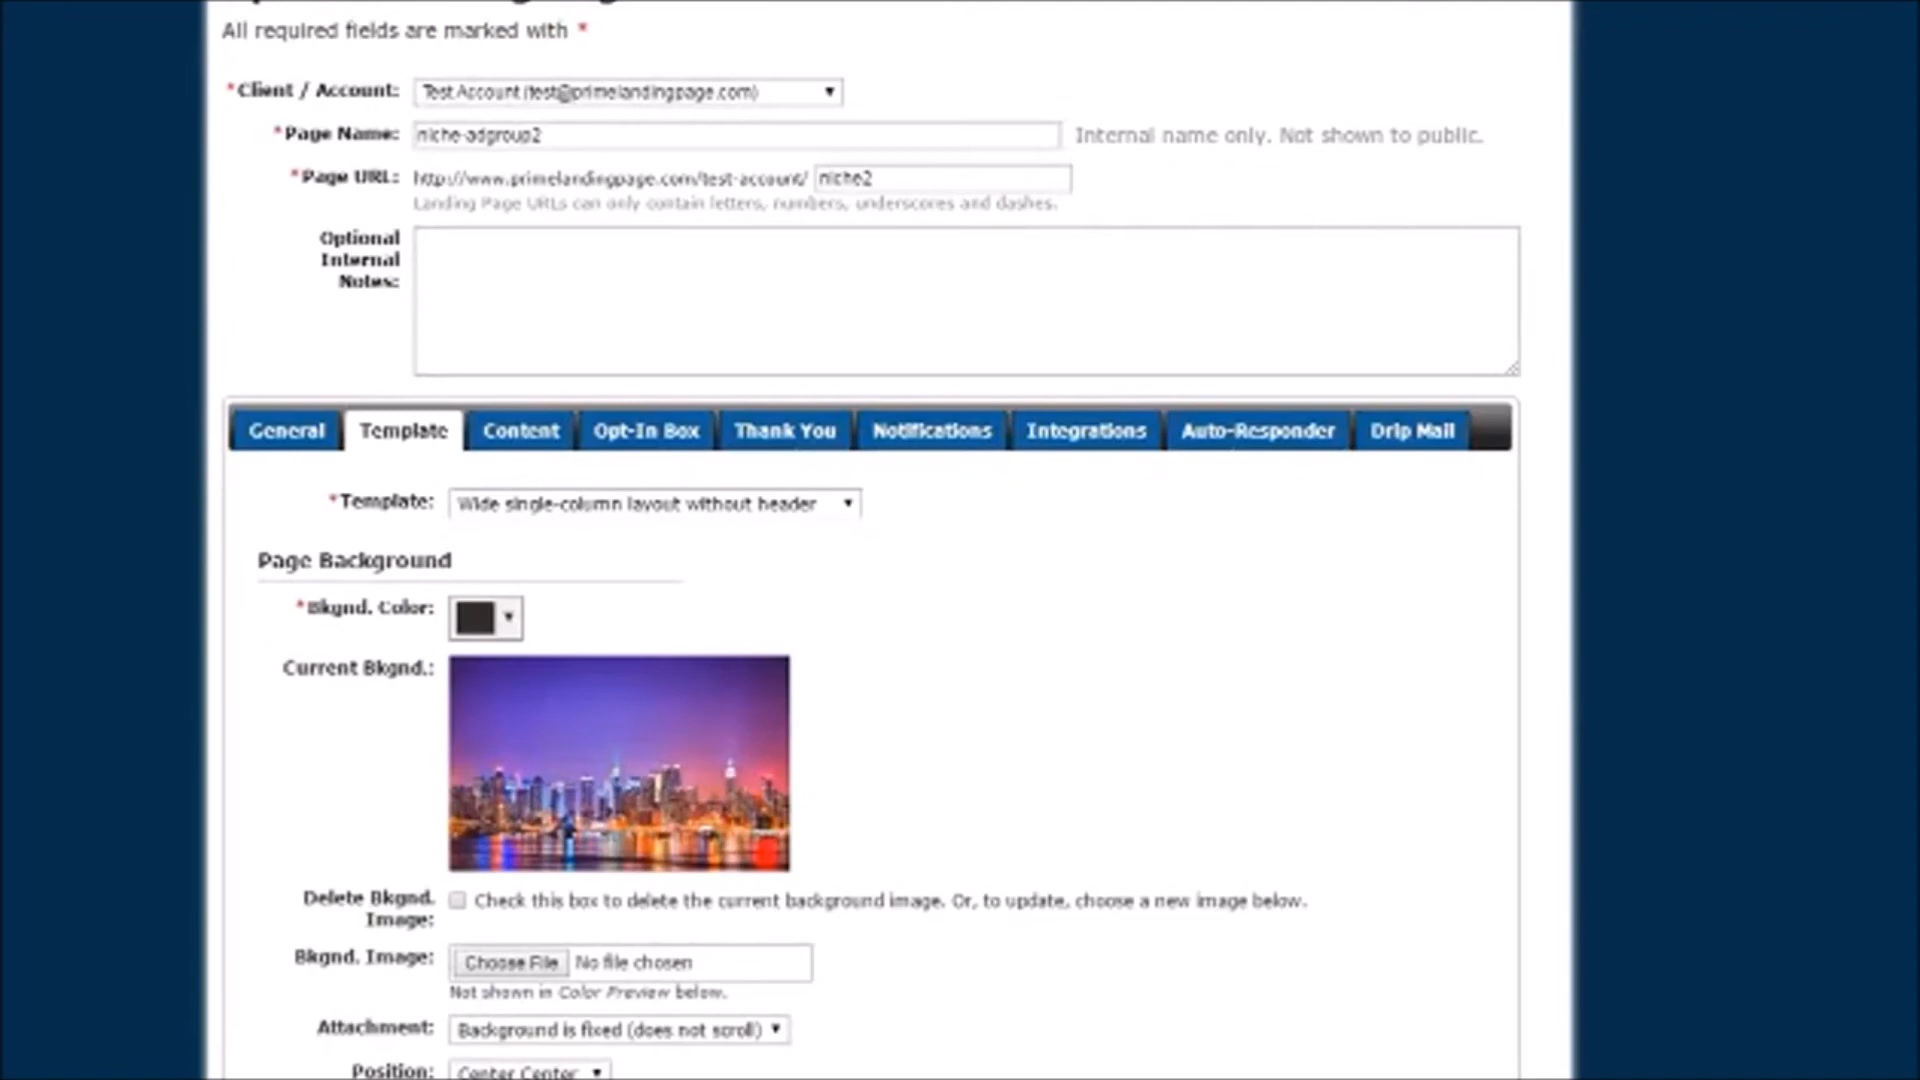 All required fields are marked with *
*Client / Account: Test Account (test@primelandingpage.com)
*Page Name: niche-adgroup2 Internal name only. Not shown to public.
*Page URL: http://www.primelandingpage.com/test-account/ niche2
Landing Page URLs can only contain letters, numbers, underscores and dashes.
Optional
Internal
Notes:
General Template Content Opt-In Box Thank You Notifications Integrations Auto-Responder Drip Mail
*Template: Wide single-column layout without header
Page Background
*Bkgnd. Color:
Current Bkgnd.:
Delete Bkgnd. Check this box to delete the current background image. Or, to update, choose a new image below.
Image:
Bkgnd. Image: Choose File No file chosen
Not shown in Color Preview below.
Attachment: Background is fixed (does not scroll)
Position: Center Center